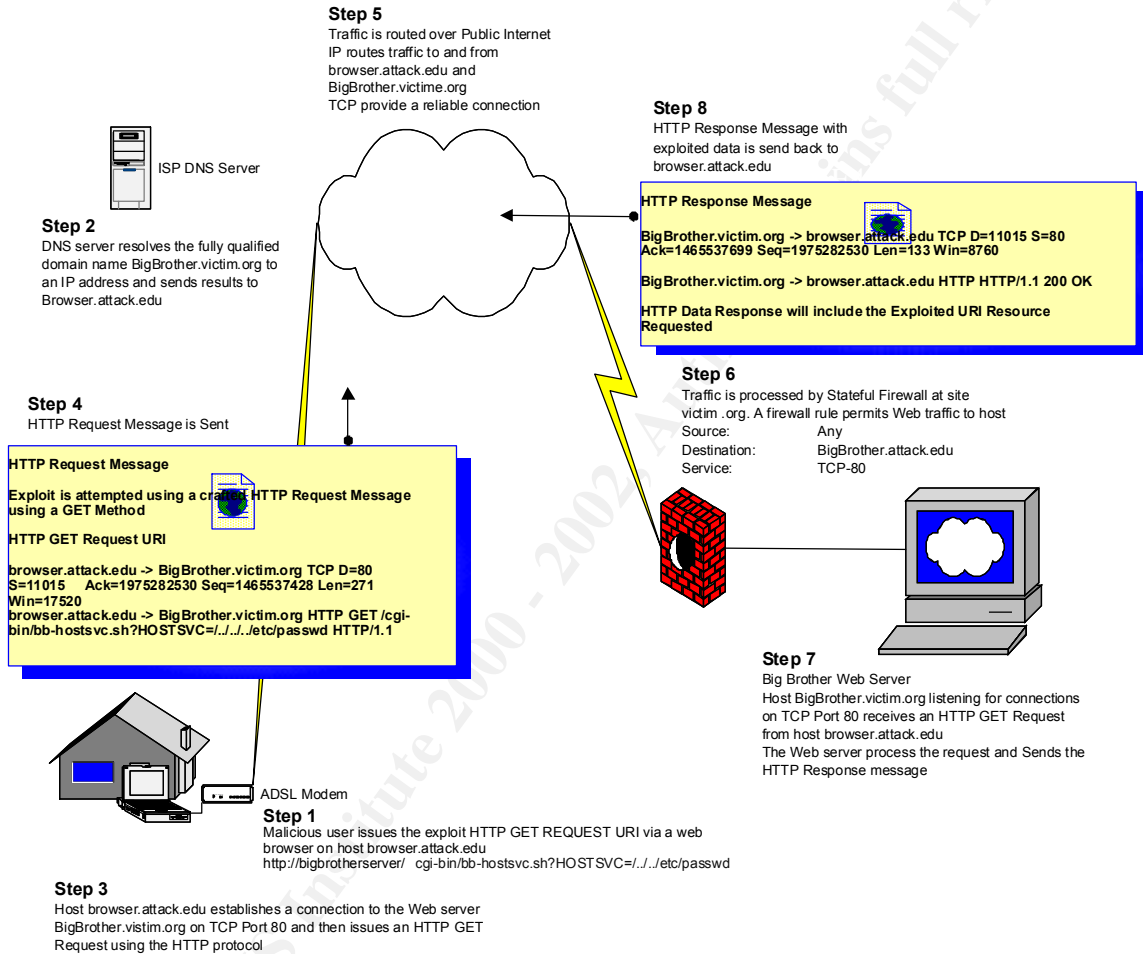 Step 5
Traffic is routed over Public Internet
IP routes traffic to and from
browser.attack.edu and
BigBrother.victime.org
TCP provide a reliable connection
Step 8
HTTP Response Message with
exploited data is send back to
browser.attack.edu
ISP DNS Server
HTTP Response Message
BigBrother.victim.org -> browser.attack.edu TCP D=11015 S=80
Ack=1465537699 Seq=1975282530 Len=133 Win=8760
BigBrother.victim.org -> browser.attack.edu HTTP HTTP/1.1 200 OK
HTTP Data Response will include the Exploited URI Resource
Requested
Step 2
DNS server resolves the fully qualified
domain name BigBrother.victim.org to
an IP address and sends results to
Browser.attack.edu
Step 6
Traffic is processed by Stateful Firewall at site
victim .org. A firewall rule permits Web traffic to host
Source: Any
Destination: BigBrother.attack.edu
Service: TCP-80
Step 4
HTTP Request Message is Sent
HTTP Request Message
Exploit is attempted using a crafted HTTP Request Message
using a GET Method
HTTP GET Request URI
browser.attack.edu -> BigBrother.victim.org TCP D=80
S=11015 Ack=1975282530 Seq=1465537428 Len=271
Win=17520
browser.attack.edu -> BigBrother.victim.org HTTP GET /cgi-
bin/bb-hostsvc.sh?HOSTSVC=/../../../etc/passwd HTTP/1.1
Step 7
Big Brother Web Server
Host BigBrother.victim.org listening for connections
on TCP Port 80 receives an HTTP GET Request
from host browser.attack.edu
The Web server process the request and Sends the
HTTP Response message
ADSL Modem
Step 1
Malicious user issues the exploit HTTP GET REQUEST URI via a web
browser on host browser.attack.edu
http://bigbrotherserver/ cgi-bin/bb-hostsvc.sh?HOSTSVC=/../../etc/passwd
Step 3
Host browser.attack.edu establishes a connection to the Web server
BigBrother.vistim.org on TCP Port 80 and then issues an HTTP GET
Request using the HTTP protocol
Institute 2000 - 2002, Aut
ins full r